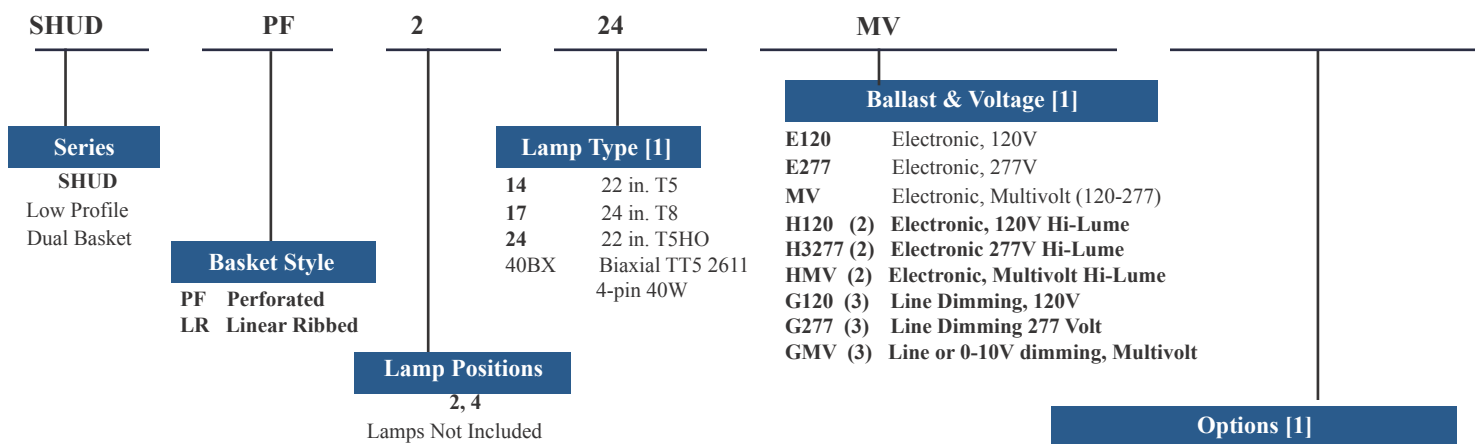 SHUD PF 2 24 MV
Series
SHUD
Low Profile
Dual Basket
Basket Style
PF Perforated
LR Linear Ribbed
Lamp Positions
2, 4
Lamps Not Included
Lamp Type [1]
14 22 in. T5
17 24 in. T8
24 22 in. T5HO
40BX Biaxial TT5 2611
4-pin 40W
Ballast & Voltage [1]
E120 Electronic, 120V
E277 Electronic, 277V
MV Electronic, Multivolt (120-277)
H120 (2) Electronic, 120V Hi-Lume
H3277 (2) Electronic 277V Hi-Lume
HMV (2) Electronic, Multivolt Hi-Lume
G120 (3) Line Dimming, 120V
G277 (3) Line Dimming 277 Volt
GMV (3) Line or 0-10V dimming, Multivolt
Options [1]